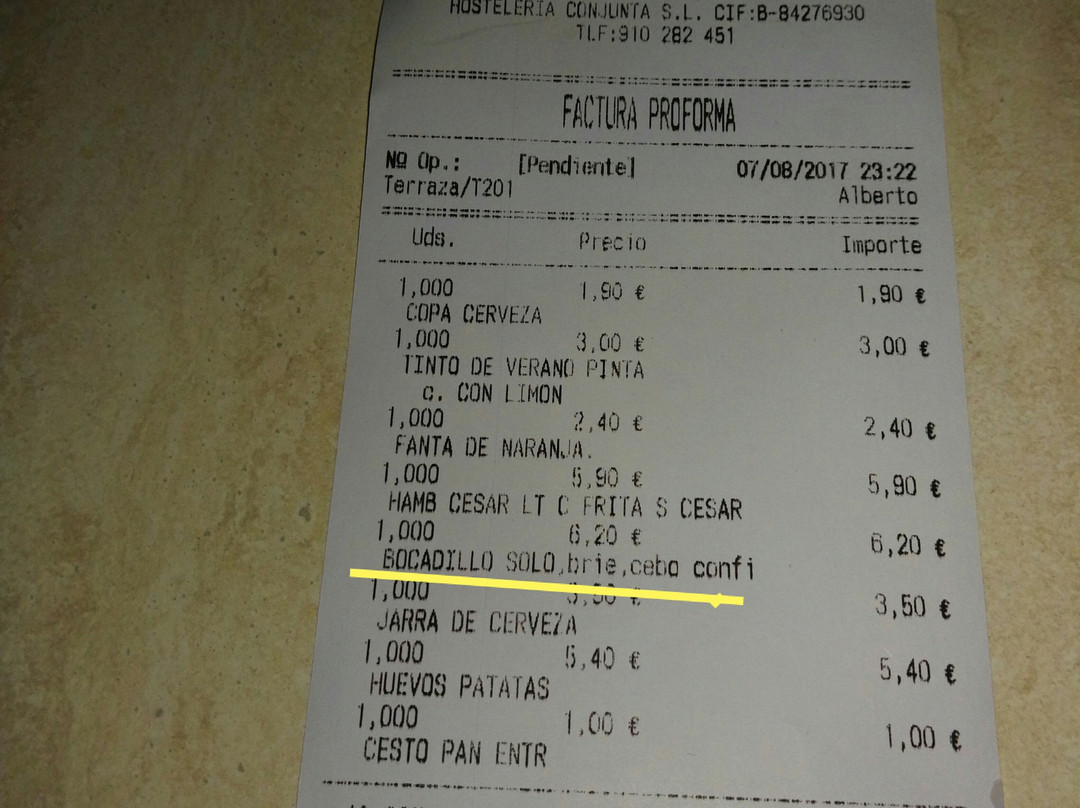 HOSTELERIA CONJUNTA S.L. CIF:B-84276930
TLF:910 282 451
FACTURA PROFORMA
Nº Op.: [Pendiente] 07/08/2017 23:22
Terraza/T201 Alberto
Uds. Precio Importe
1,000 1,90 € 1,90 €
COPA CERVEZA
1,000 3,00 € 3,00 €
TINTO DE VERANO PINTA
c. CON LIMON
1,000 2,40 € 2,40 €
FANTA DE NARANJA.
1,000 5,90 € 5,90 €
HAMB CESAR LT C FRITA S CESAR
1,000 6,20 € 6,20 €
BOCADILLO SOLO,brie,cebo confi
1,000 3,50 € 3,50 €
JARRA DE CERVEZA
1,000 5,40 € 5,40 €
HUEVOS PATATAS
1,000 1,00 € 1,00 €
CESTO PAN ENTR